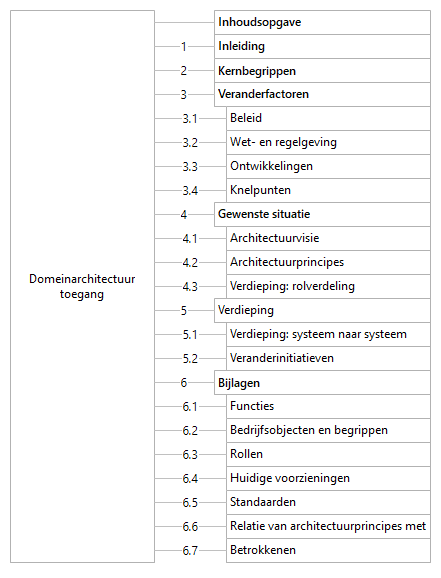 Domeinarchitectuur
toegang
Inhoudsopgave
1 Inleiding
2 Kernbegrippen
3 Veranderfactoren
3.1 Beleid
3.2 Wet- en regelgeving
3.3 Ontwikkelingen
3.4 Knelpunten
4 Gewenste situatie
4.1 Architectuurvisie
4.2 Architectuurprincipes
4.3 Verdieping: rolverdeling
5 Verdieping
5.1 Verdieping: systeem naar systeem
5.2 Veranderinitiatieven
6 Bijlagen
6.1 Functies
6.2 Bedrijfsobjecten en begrippen
6.3 Rollen
6.4 Huidige voorzieningen
6.5 Standaarden
6.6 Relatie van architectuurprincipes met
6.7 Betrokkenen